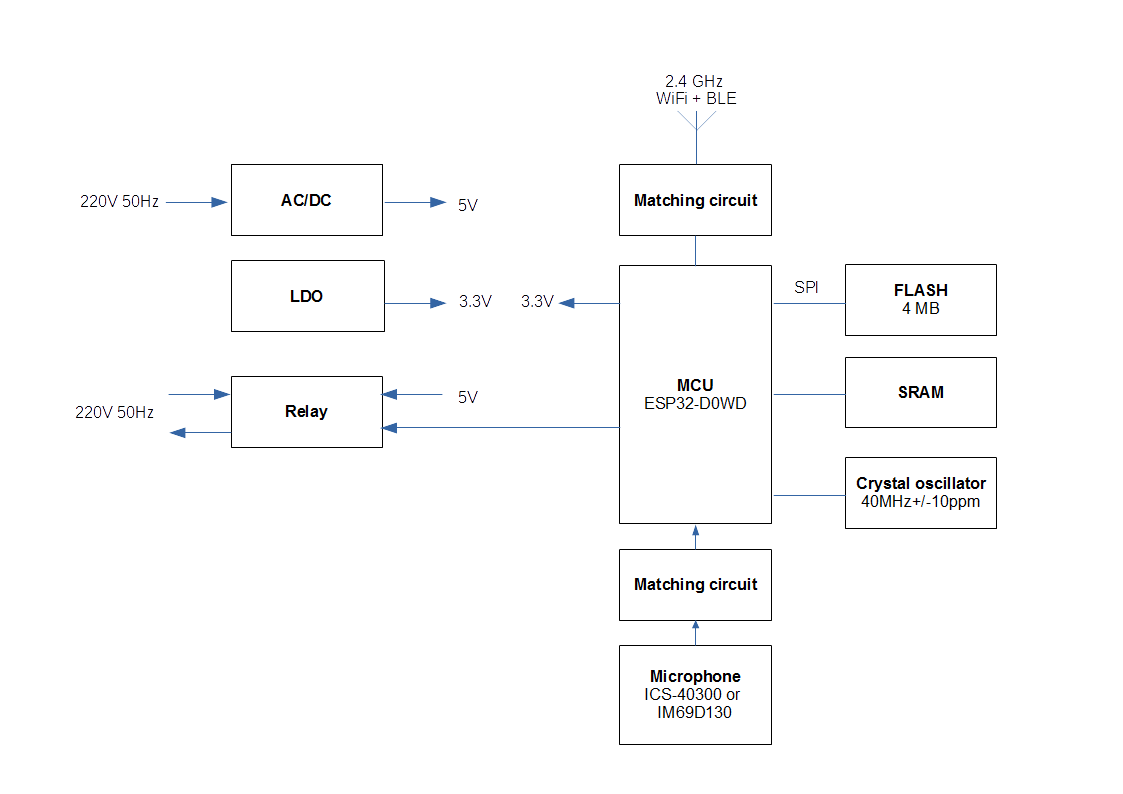 2.4 GHz
WiFi + BLE
220V 50Hz
AC/DC
5V
Matching circuit
LDO
3.3V
3.3V
SPI
FLASH
4 MB
MCU
ESP32-D0WD
SRAM
220V 50Hz
Relay
5V
Crystal oscillator
40MHz+/-10ppm
Matching circuit
Microphone
ICS-40300 or
IM69D130